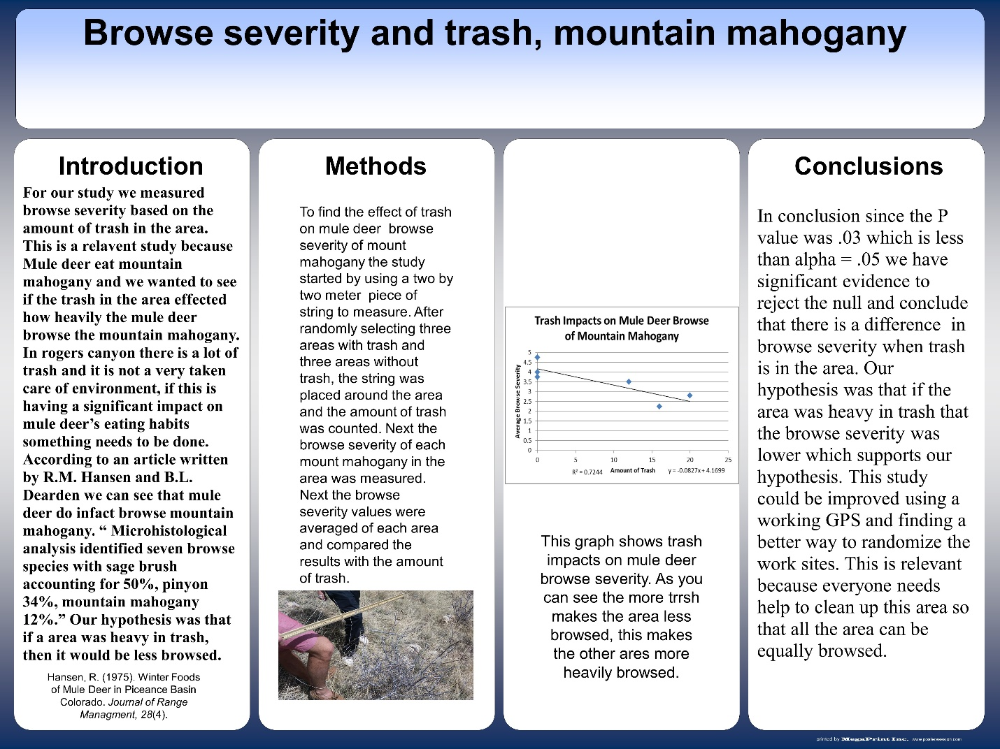 Browse severity and trash, mountain mahogany
Introduction
For our study we measured
browse severity based on the
amount of trash in the area.
This is a relavent study because
Mule deer eat mountain
mahogany and we wanted to see
if the trash in the area effected
how heavily the mule deer
browse the mountain mahogany.
In rogers canyon there is a lot of
trash and it is not a very taken
care of environment, if this is
having a significant impact on
mule deer’s eating habits
something needs to be done.
According to an article written
by R.M. Hansen and B.L.
Dearden we can see that mule
deer do infact browse mountain
mahogany. “ Microhistological
analysis identified seven browse
species with sage brush
accounting for 50%, pinyon
34%, mountain mahogany
12%.” Our hypothesis was that
if a area was heavy in trash,
then it would be less browsed.
Hansen, R. (1975). Winter Foods
of Mule Deer in Piceance Basin
Colorado. Journal of Range
Managment, 28(4).
Methods
To find the effect of trash
on mule deer browse
severity of mount
mahogany the study
started by using a two by
two meter piece of
string to measure. After
randomly selecting three
areas with trash and
three areas without
trash, the string was
placed around the area
and the amount of trash
was counted. Next the
browse severity of each
mount mahogany in the
area was measured.
Next the browse
severity values were
averaged of each area
and compared the
results with the amount
of trash.
Trash Impacts on Mule Deer Browse
of Mountain Mahogany
Average Browse Severity
5
4.5
4
3.5
3
2.5
2
1.5
1
0.5
0
0 5 10 15 20 25
R² = 0.7244 Amount of Trash y = -0.0827x + 4.1699
This graph shows trash
impacts on mule deer
browse severity. As you
can see the more trrsh
makes the area less
browsed, this makes
the other ares more
heavily browsed.
Conclusions
In conclusion since the P
value was .03 which is less
than alpha = .05 we have
significant evidence to
reject the null and conclude
that there is a difference in
browse severity when trash
is in the area. Our
hypothesis was that if the
area was heavy in trash that
the browse severity was
lower which supports our
hypothesis. This study
could be improved using a
working GPS and finding a
better way to randomize the
work sites. This is relevant
because everyone needs
help to clean up this area so
that all the area can be
equally browsed.
printed by MegaPrint Inc. www.postersession.com